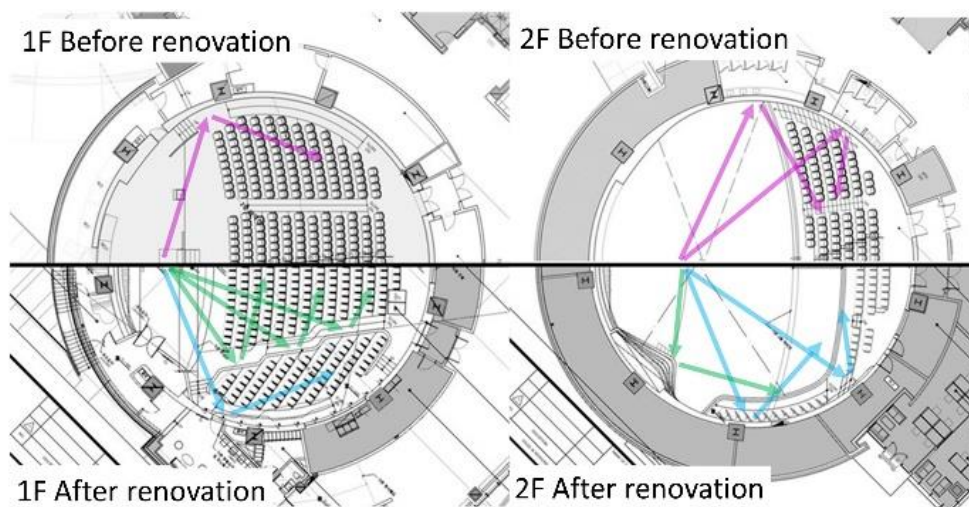 1F Before renovation
2F Before renovation
1F After renovation
2F After renovation